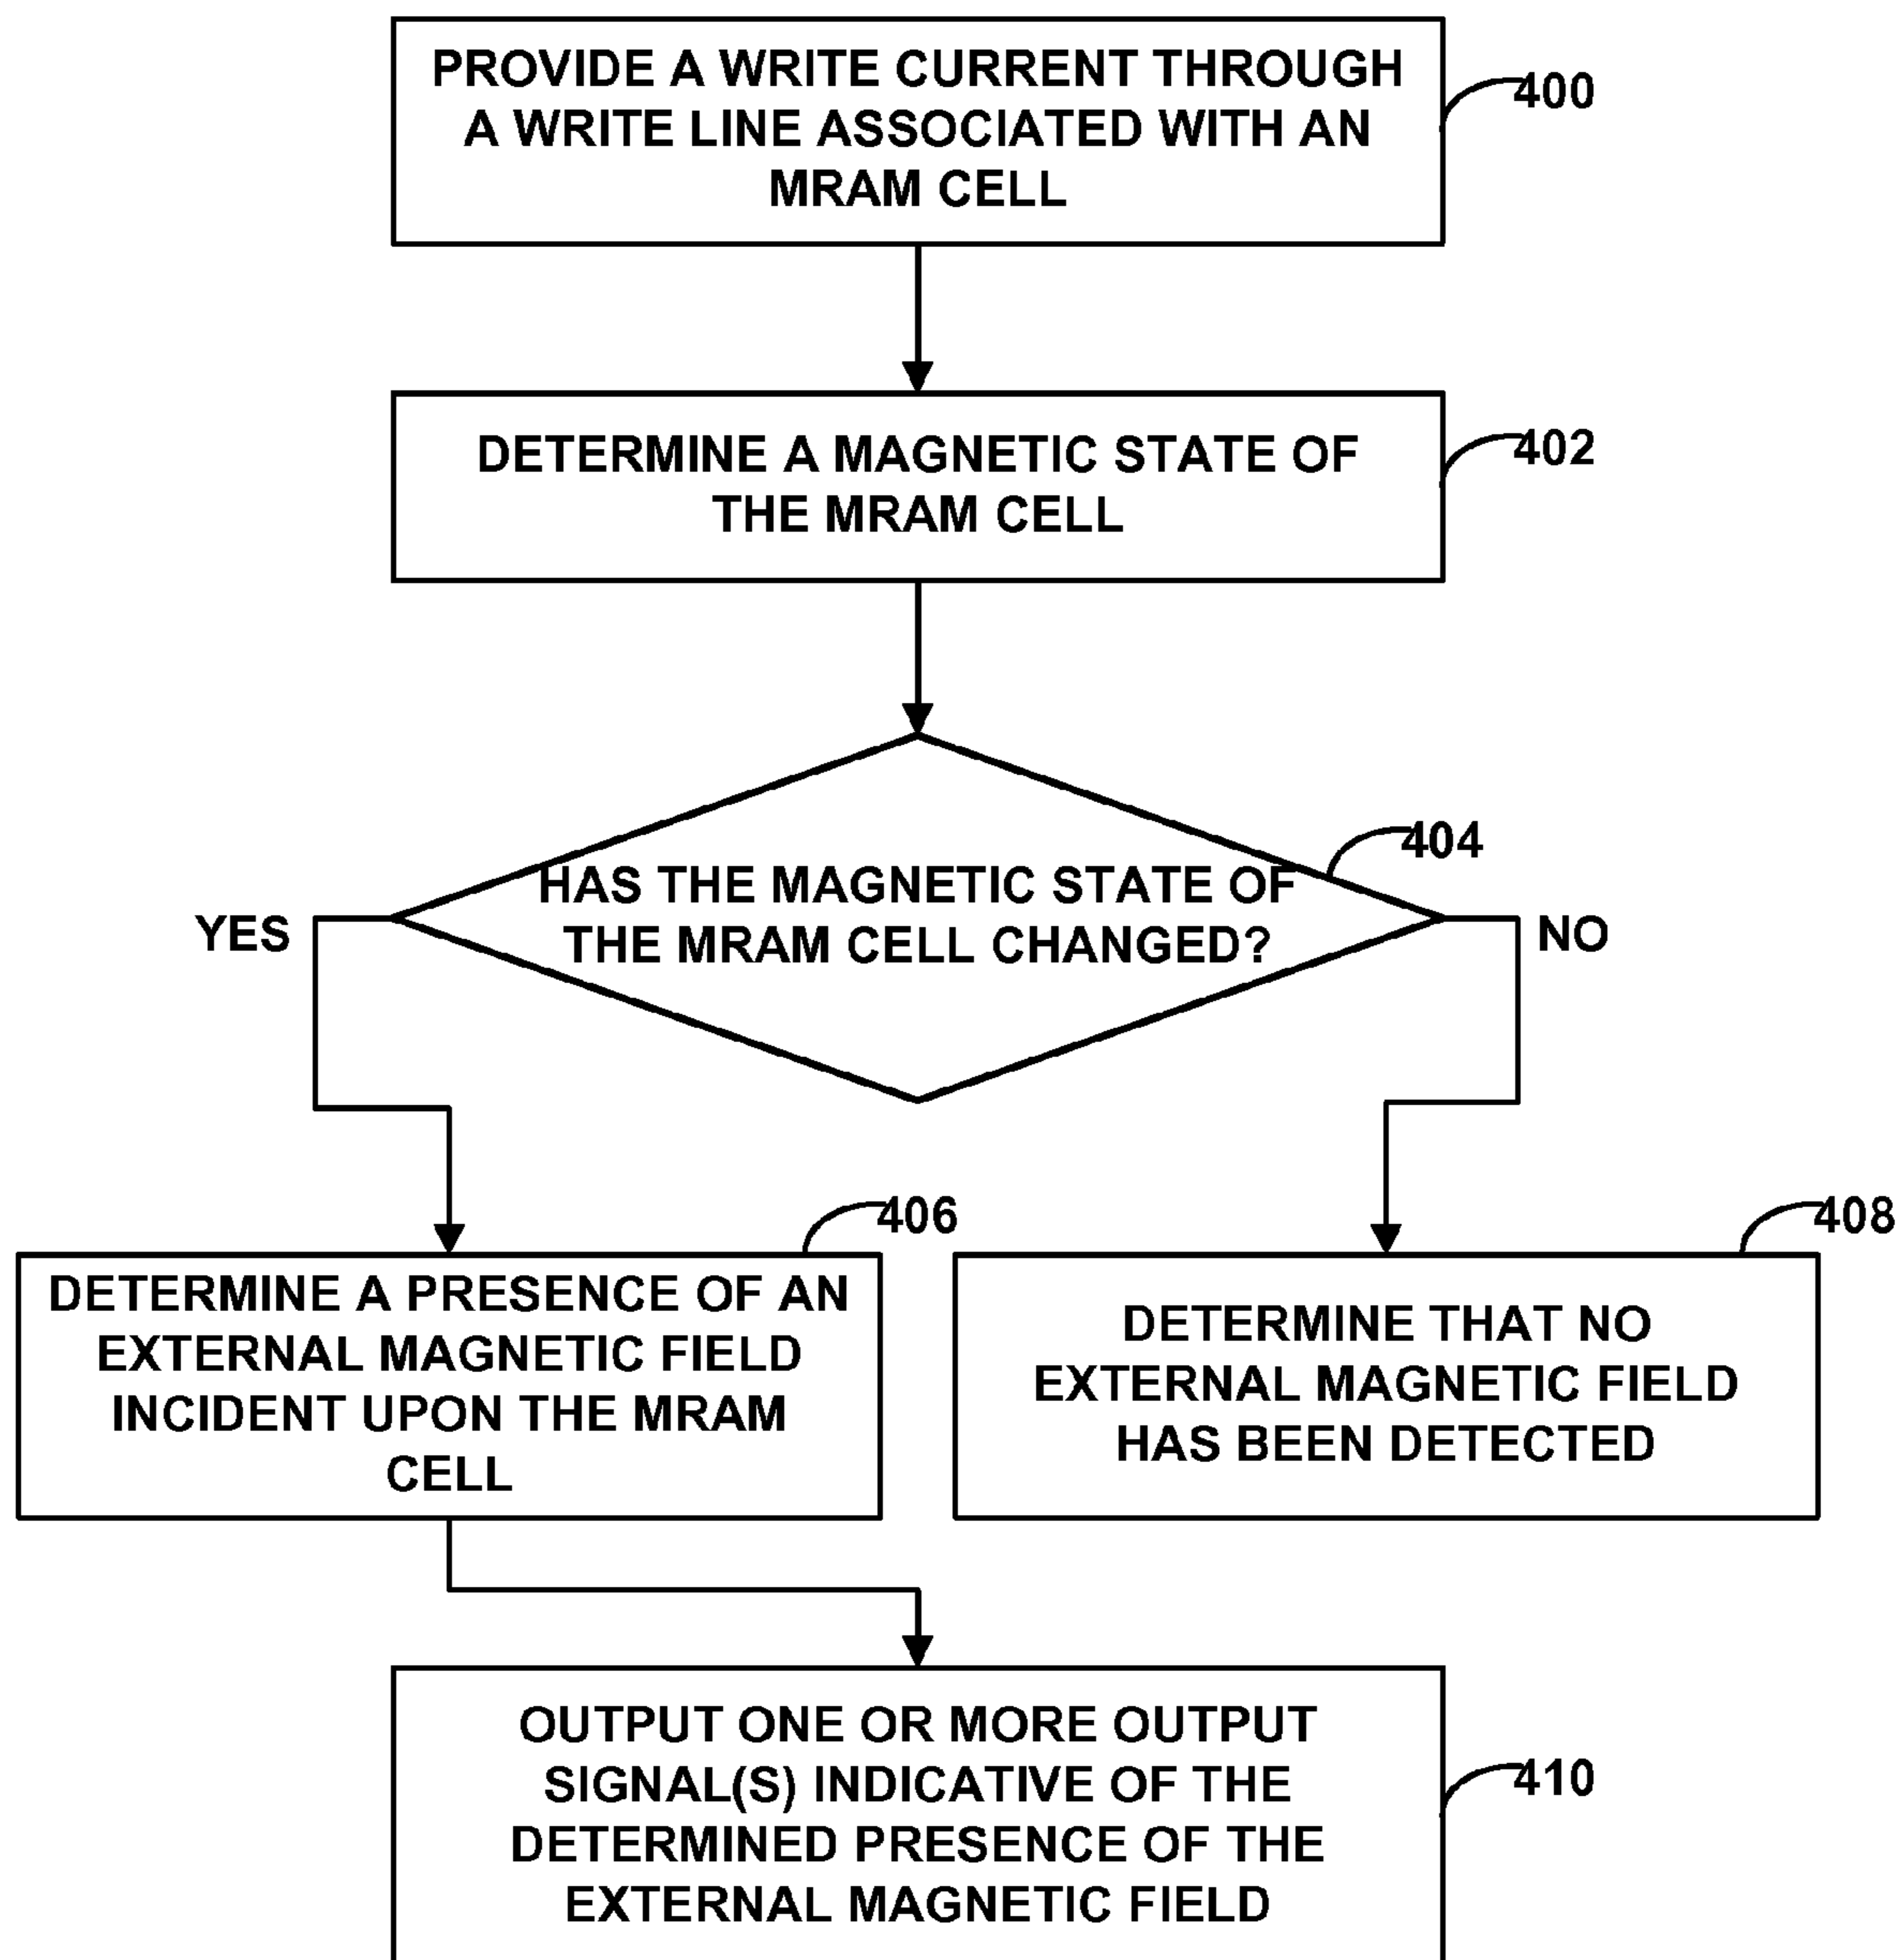 PROVIDE A WRITE CURRENT THROUGH
A WRITE LINE ASSOCIATED WITH AN
MRAM CELL
400
DETERMINE A MAGNETIC STATE OF
THE MRAM CELL
402
404
HAS THE MAGNETIC STATE OF
THE MRAM CELL CHANGED?
YES
NO
406
DETERMINE A PRESENCE OF AN
EXTERNAL MAGNETIC FIELD
INCIDENT UPON THE MRAM
CELL
408
DETERMINE THAT NO
EXTERNAL MAGNETIC FIELD
HAS BEEN DETECTED
OUTPUT ONE OR MORE OUTPUT
SIGNAL(S) INDICATIVE OF THE
DETERMINED PRESENCE OF THE
EXTERNAL MAGNETIC FIELD
410